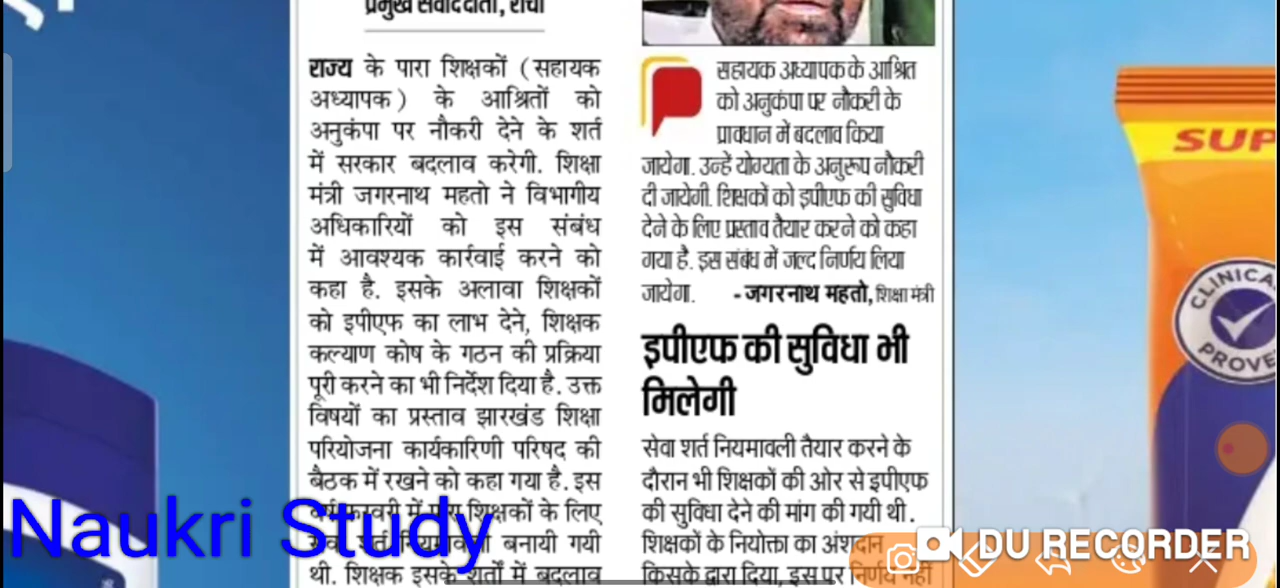 प्रमुख संवाददाता, रांची
राज्य के पारा शिक्षकों (सहायक
अध्यापक) के आश्रितों को
अनुकंपा पर नौकरी देने के शर्त
में सरकार बदलाव करेगी. शिक्षा
मंत्री जगरनाथ महतो ने विभागीय
अधिकारियों को इस संबंध
में आवश्यक कार्रवाई करने को
कहा है. इसके अलावा शिक्षकों
को इपीएफ का लाभ देने, शिक्षक
कल्याण कोष के गठन की प्रक्रिया
पूरी करने का भी निर्देश दिया है. उक्त
विषयों का प्रस्ताव झारखंड शिक्षा
परियोजना कार्यकारिणी परिषद की
बैठक में रखने को कहा गया है. इस
में शिक्षकों के लिए
बनायी गयी
थी. शिक्षक इसके शर्तों में बदलाव
सहायक अध्यापक के आश्रित
को अनुकंपा पर नौकरी के
प्रावधान में बदलाव किया
जायेगा. उन्हें योग्यता के अनुरूप नौकरी
दी जायेगी. शिक्षकों को इपीएफ की सुविधा
देने के लिए प्रस्ताव तैयार करने को कहा
गया है. इस संबंध में जल्द निर्णय लिया
जायेगा. - जगरनाथ महतो, शिक्षा मंत्री
इपीएफ की सुविधा भी
मिलेगी
सेवा शर्त नियमावली तैयार करने के
दौरान भी शिक्षकों की ओर से इपीएफ
की सुविधा देने की मांग की गयी थी.
शिक्षकों के नियोक्ता का अंशदान
किसके द्वारा दिया, इस पर निर्णय नहीं
SUP
CLINICA
PROVE
Naukri Study
DU RECORDER